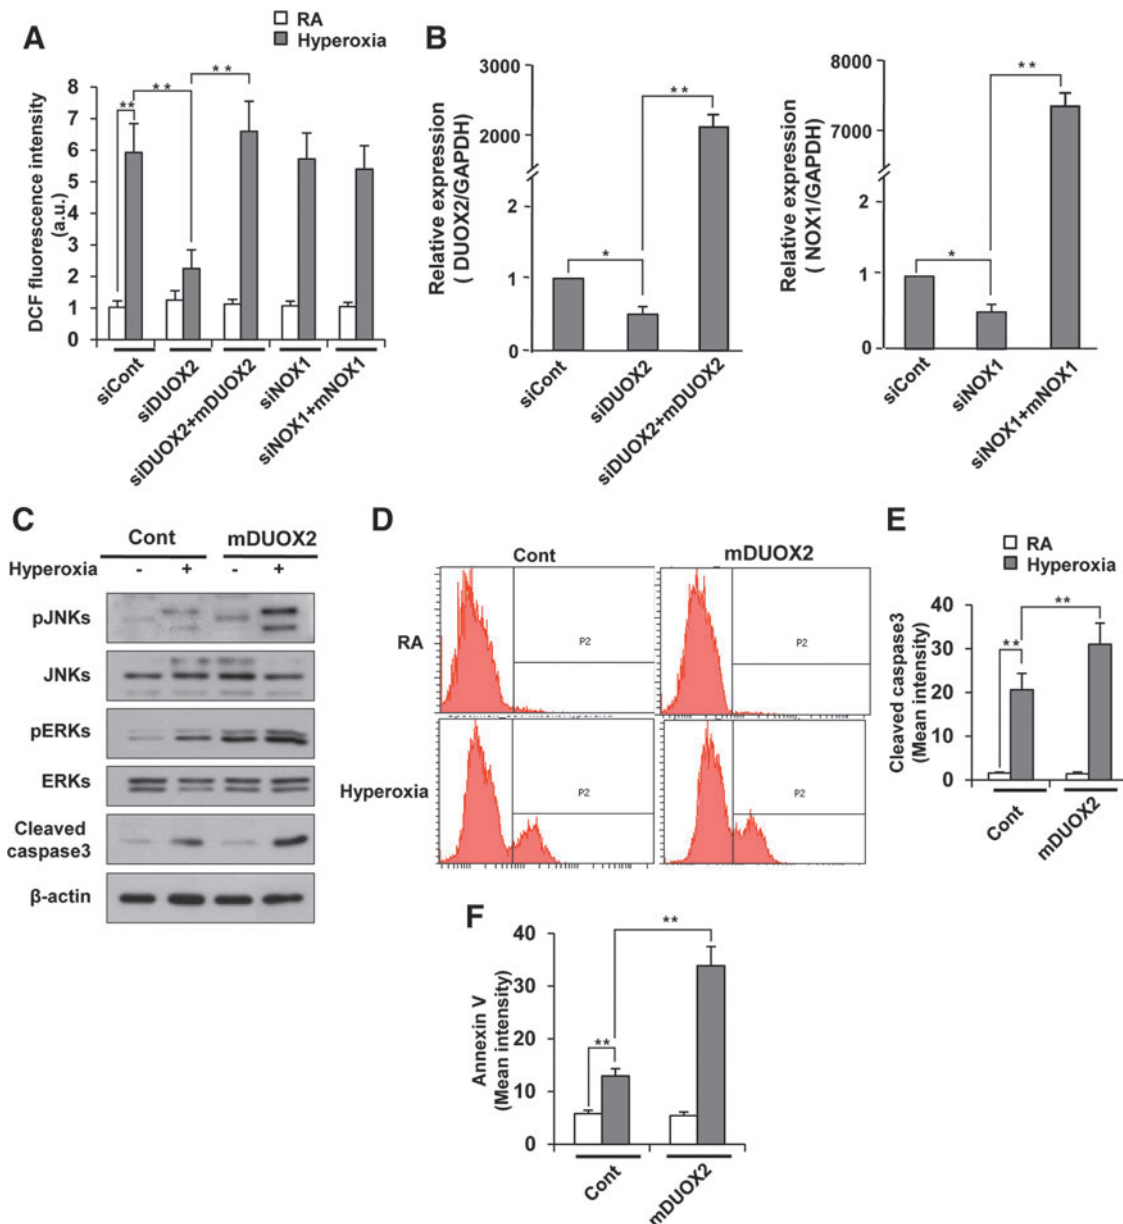 A
RA
Hyperoxia
DCF fluorescence intensity
(a.u.)
8
7
6
5
4
3
2
1
0
**
* *
* *
siCont
siDUOX2
siDUOX2+mDUOX2
siNOX1
siNOX1+mNOX1
B
Relative expression
( DUOX2/GAPDH)
3000
2000
2
1
0
*
* *
siCont
siDUOX2
siDUOX2+mDUOX2
Relative expression
( NOX1/GAPDH)
8000
7000
2
1
0
*
* *
siCont
siNOX1
siNOX1+mNOX1
C
Cont mDUOX2
Hyperoxia - + - +
pJNKs
JNKs
pERKs
ERKs
Cleaved
caspase3
β-actin
D
Cont mDUOX2
RA
P2 P2
Hyperoxia
P2 P2
E
RA
Hyperoxia
Cleaved caspase3
(Mean intensity)
40
30
20
10
0
**
**
Cont
mDUOX2
F
Annexin V
(Mean intensity)
40
30
20
10
0
**
**
Cont
mDUOX2